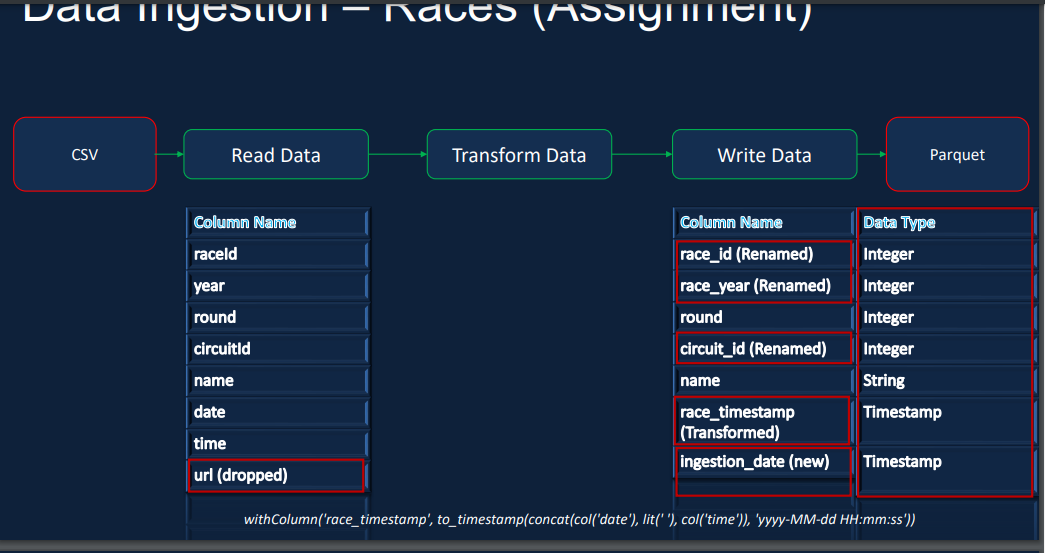 Data Ingestion – Races (Assignment)
CSV
Read Data
Transform Data
Write Data
Parquet
Column Name
raceId
year
round
circuitId
name
date
time
url (dropped)
Column Name Data Type
race_id (Renamed) Integer
race_year (Renamed) Integer
round Integer
circuit_id (Renamed) Integer
name String
race_timestamp Timestamp
(Transformed)
ingestion_date (new) Timestamp
withColumn('race_timestamp', to_timestamp(concat(col('date'), lit(' '), col('time')), 'yyyy-MM-dd HH:mm:ss'))